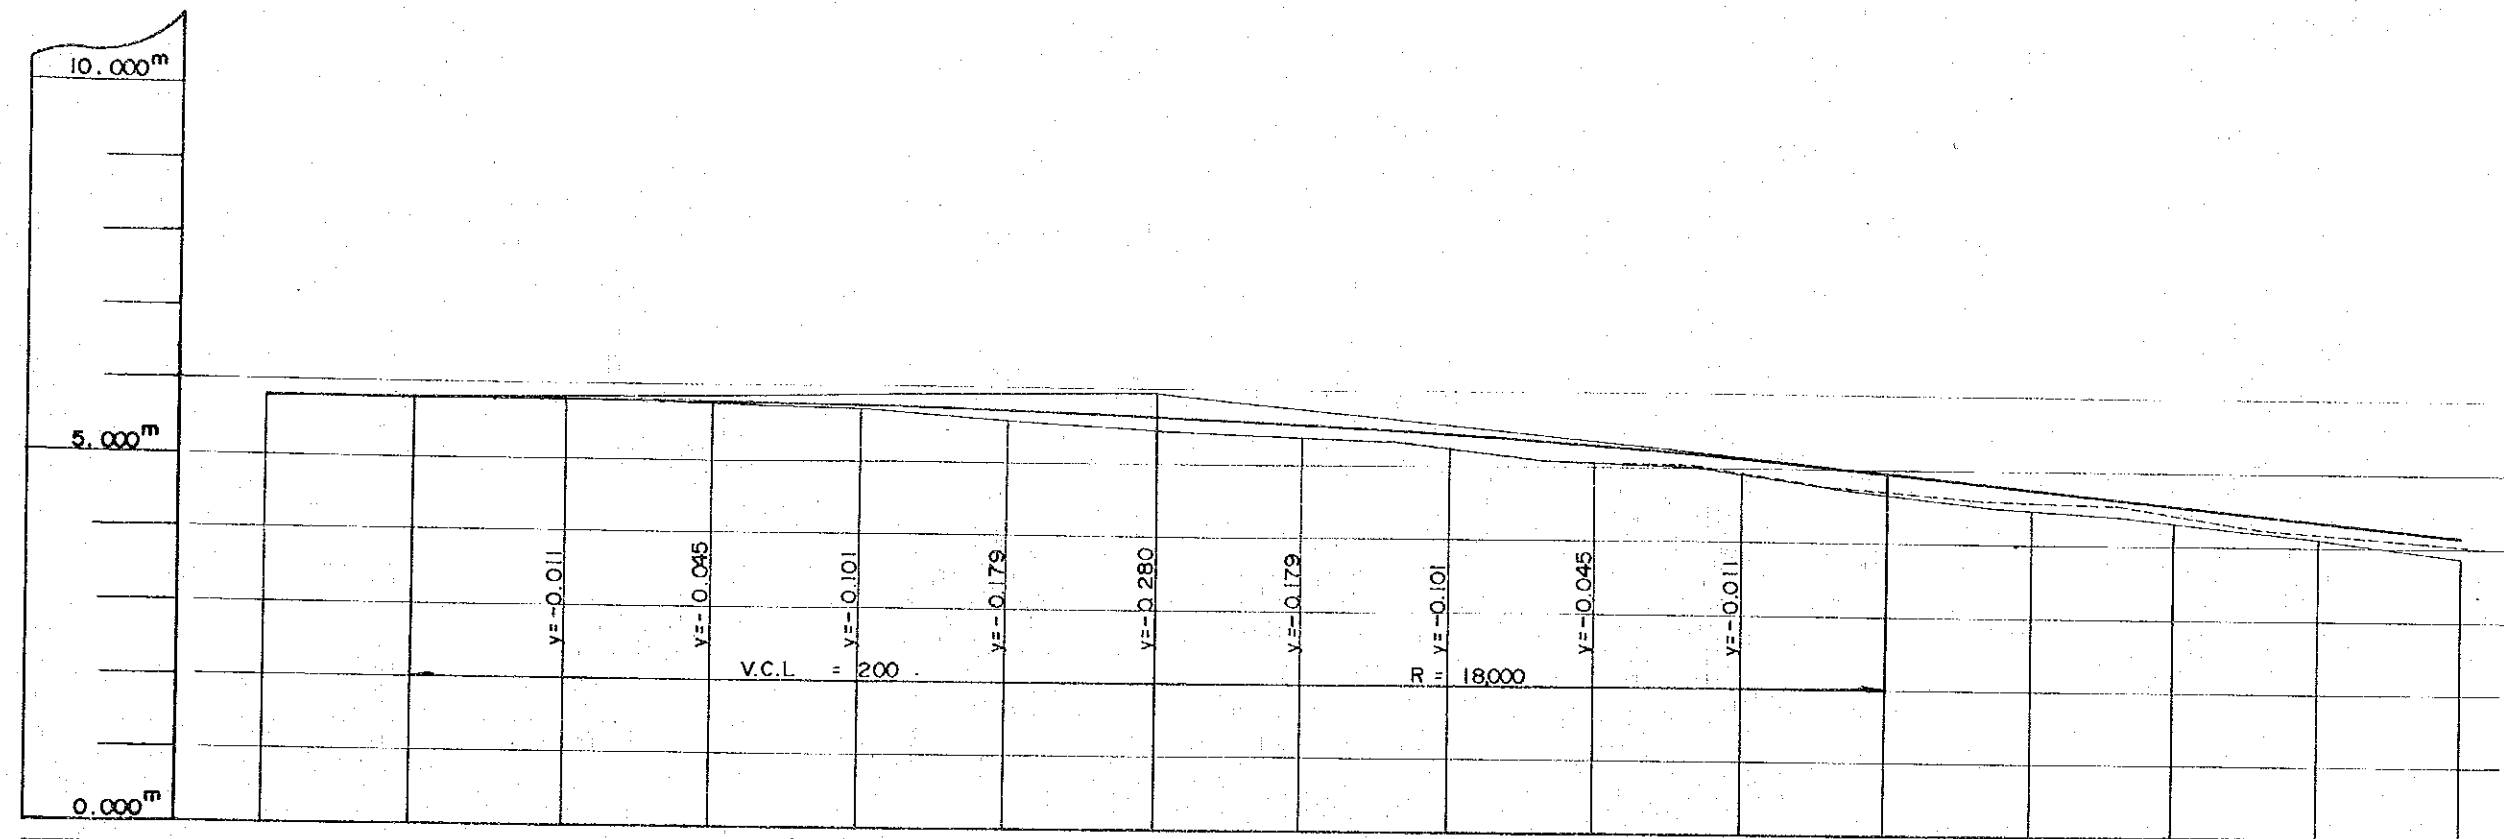 10.000m
5.000m
0.000m
y=-0.011
y=-0.045
y=-0.101
y=-0.179
y=-0.280
y=-0.179
y=-0.101
y=-0.045
y=-0.011
V.C.L = 200
R = 18,000